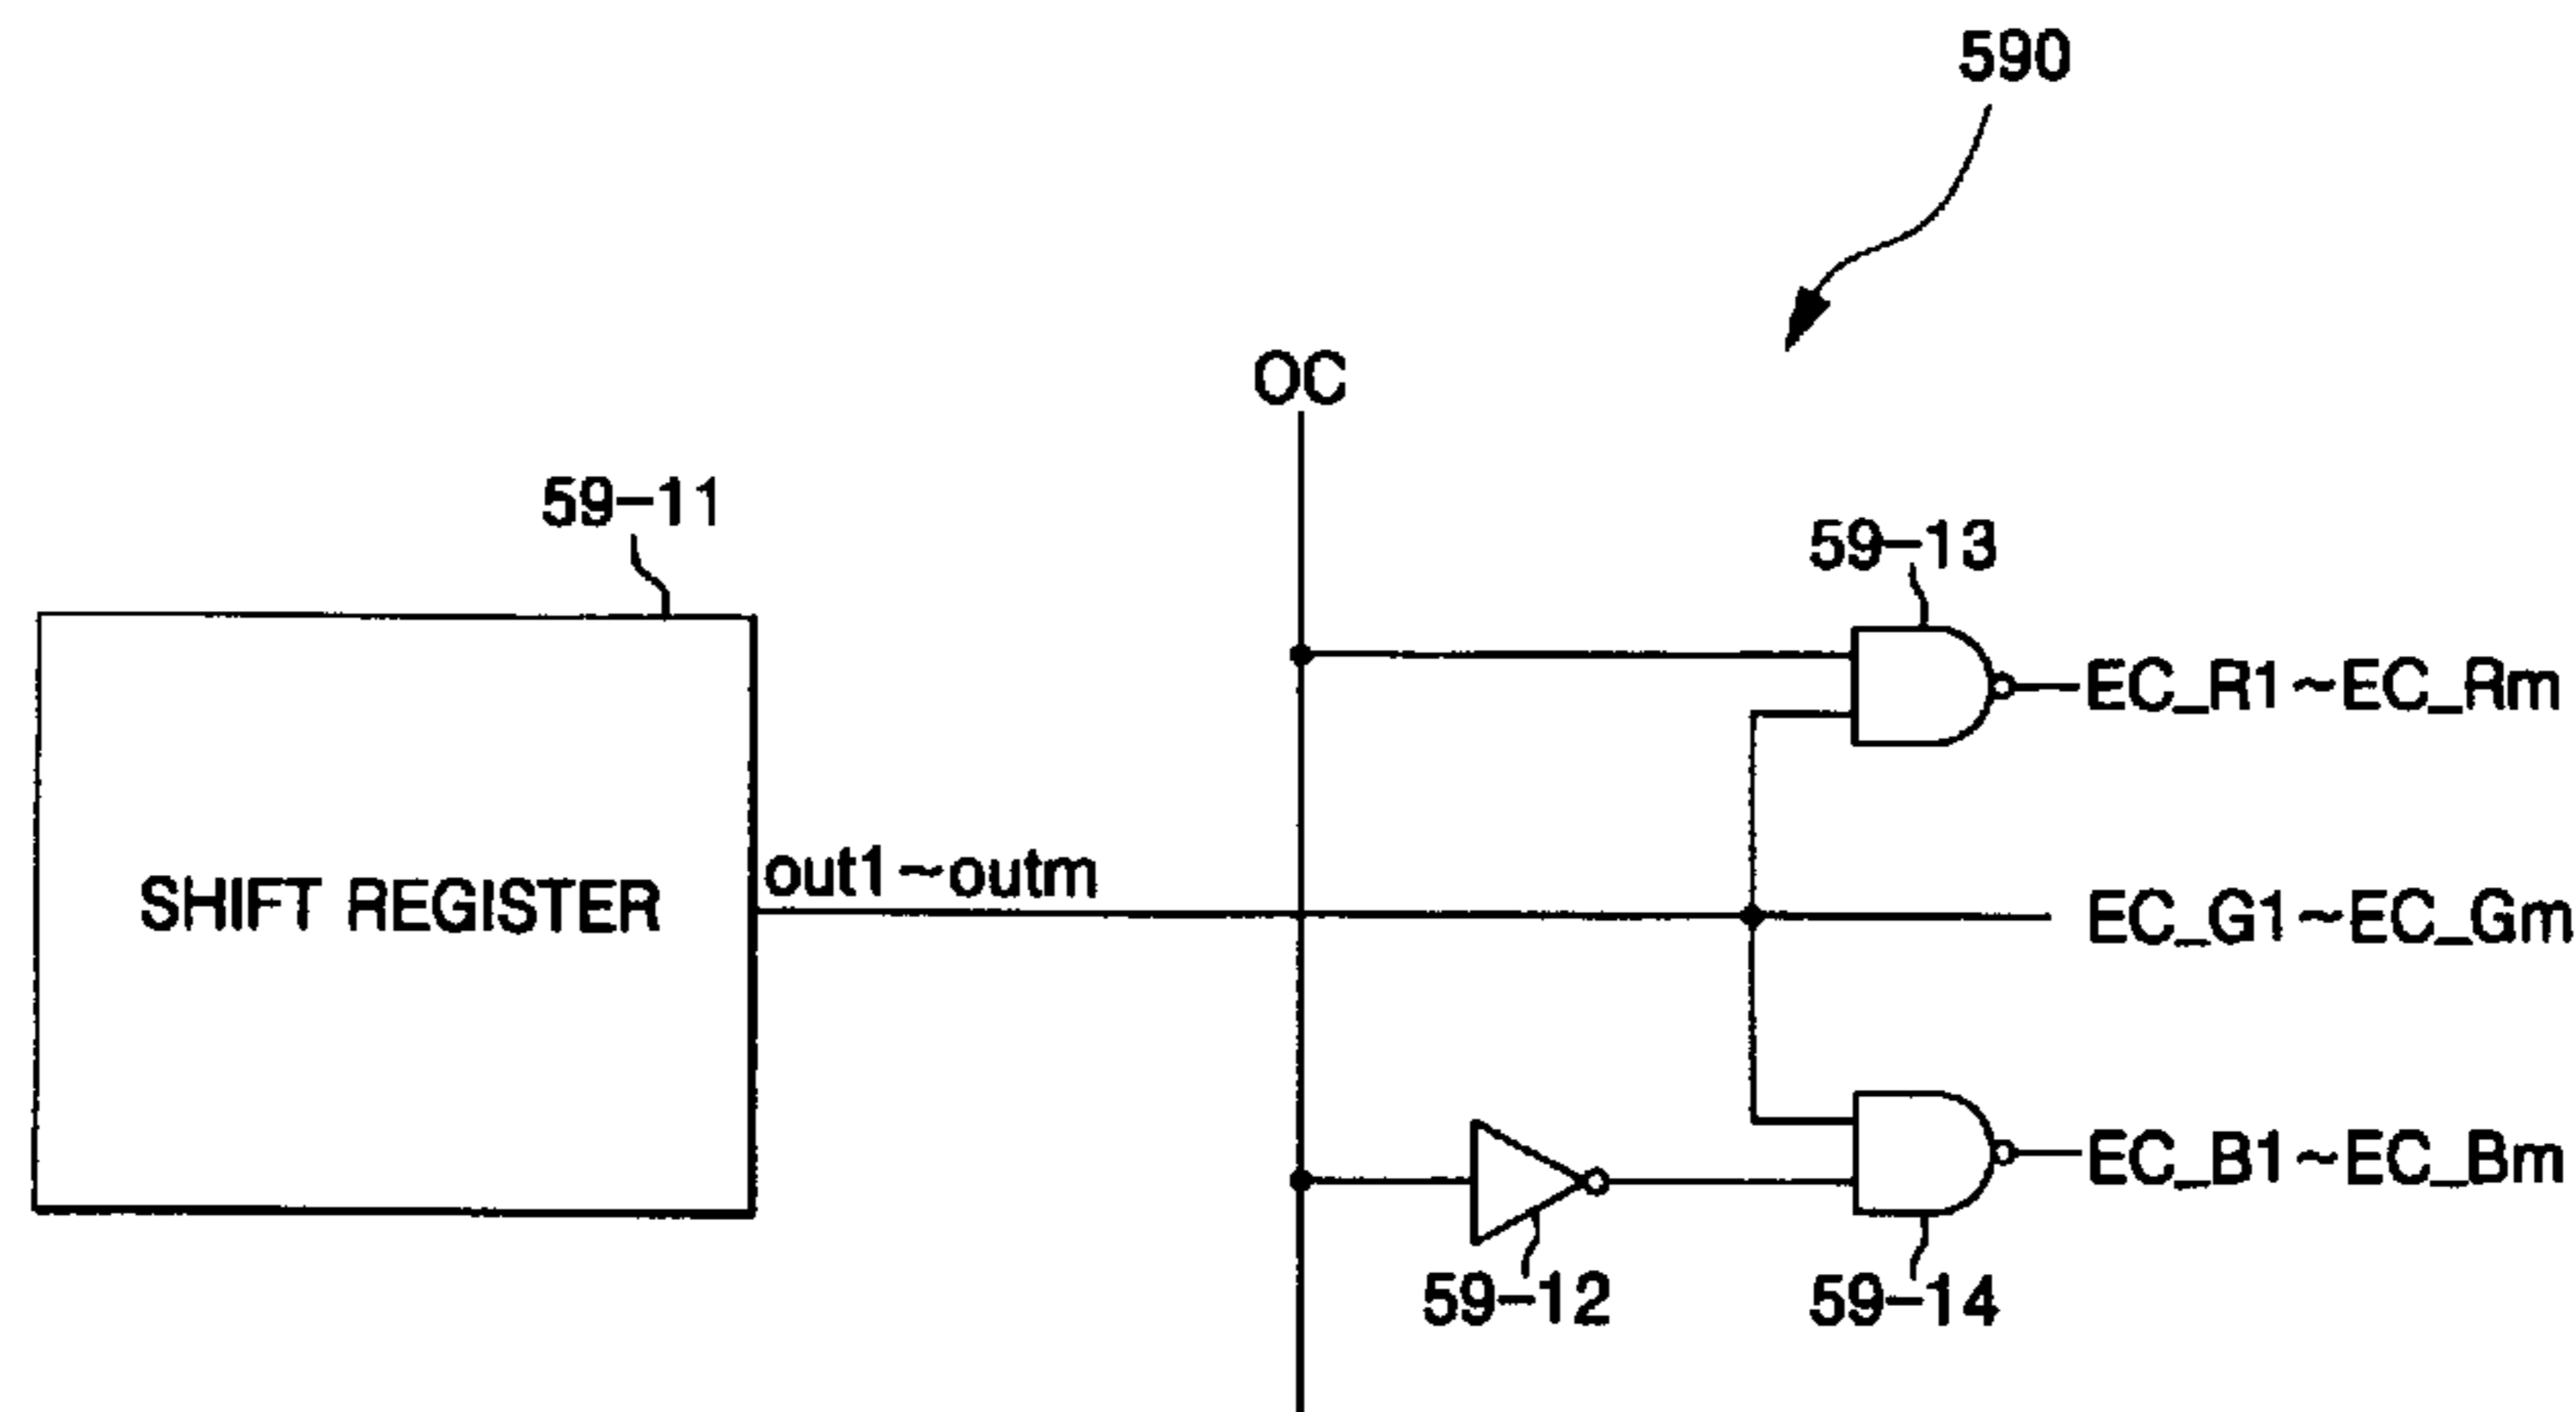 590
OC
59-11
59-13
EC_R1~EC_Rm
out1~outm
SHIFT REGISTER
EC_G1~EC_Gm
EC_B1~EC_Bm
59-12
59-14